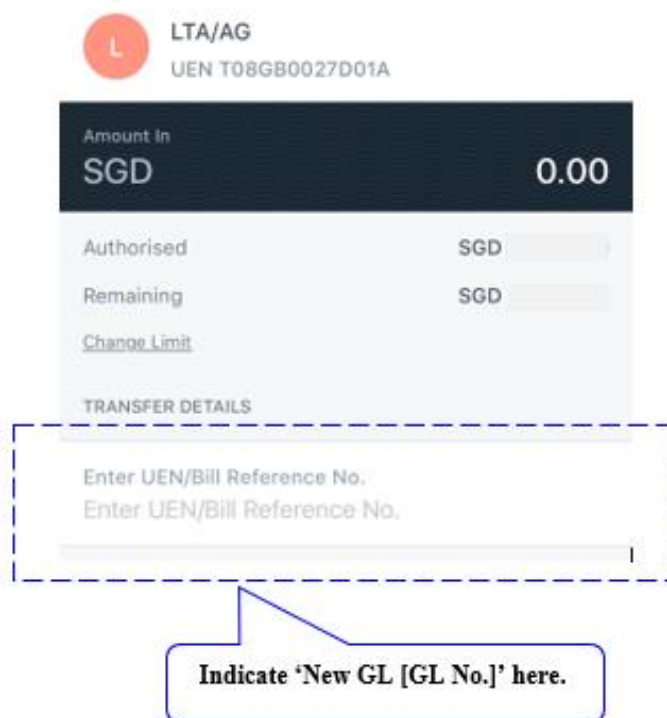 L
LTA/AG
UEN T08GB0027D01A
Amount In
SGD 0.00
Authorised SGD
Remaining SGD
Change Limit
TRANSFER DETAILS
Enter UEN/Bill Reference No.
Enter UEN/Bill Reference No.
Indicate ‘New GL [GL No.]’ here.